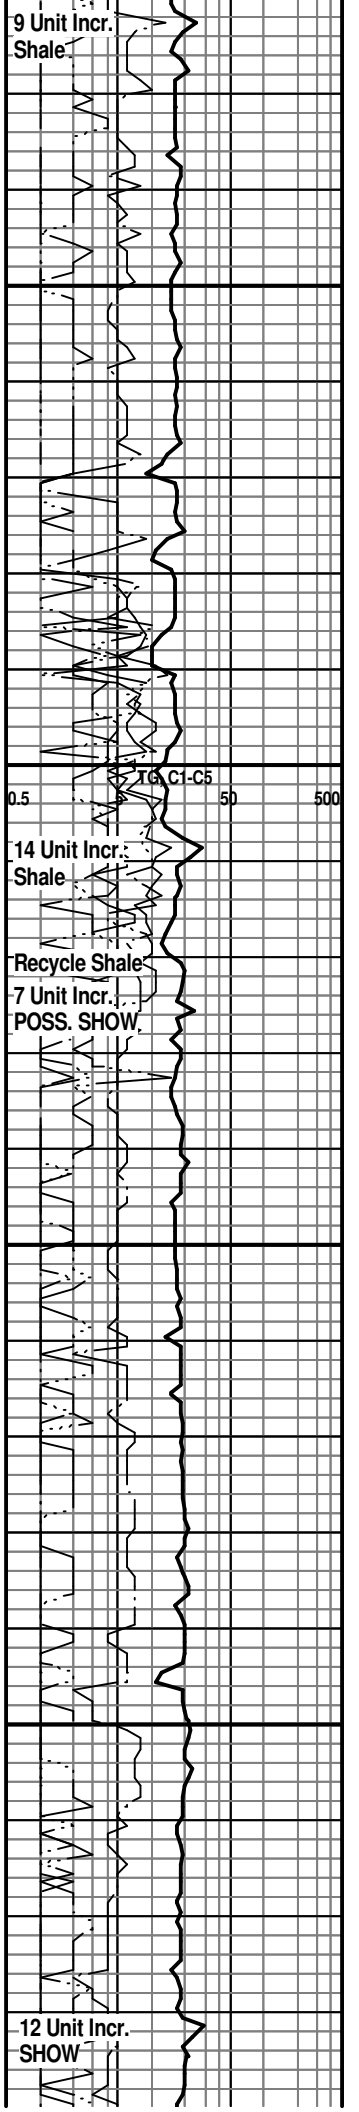 9 Unit Incr.
Shale
TG, C1-C5
0.5 50 500
14 Unit Incr.
Shale
Recycle Shale
7 Unit Incr.
POSS. SHOW
12 Unit Incr.
SHOW